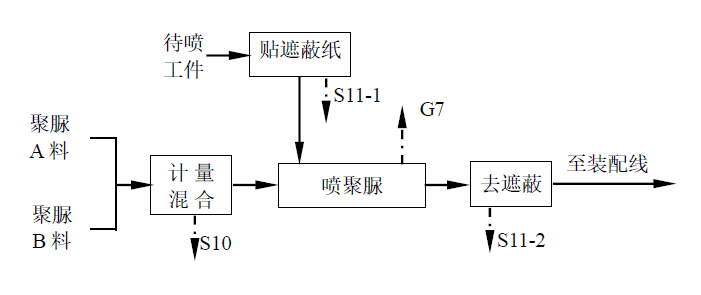 待喷
工件
贴遮蔽纸
S11-1
G7
聚脲
A 料
计 量
混合
喷聚脲
去遮蔽
至装配线
聚脲
B 料
S10
S11-2